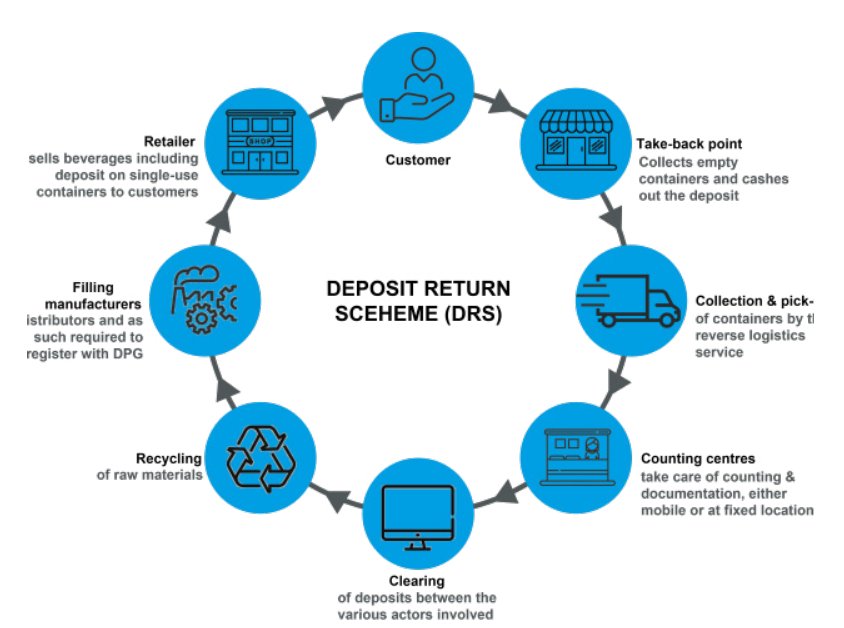 Customer
Retailer
sells beverages including
deposit on single-use
containers to customers
SHOP
Take-back point
Collects empty
containers and cashes
out the deposit
Filling
manufacturers
istributors and as
such required to
register with DPG
DEPOSIT RETURN
SCEHEME (DRS)
Collection & pick-
of containers by t
reverse logistics
service
Recycling
of raw materials
Counting centres
take care of counting &
documentation, either
mobile or at fixed location
Clearing
of deposits between the
various actors involved